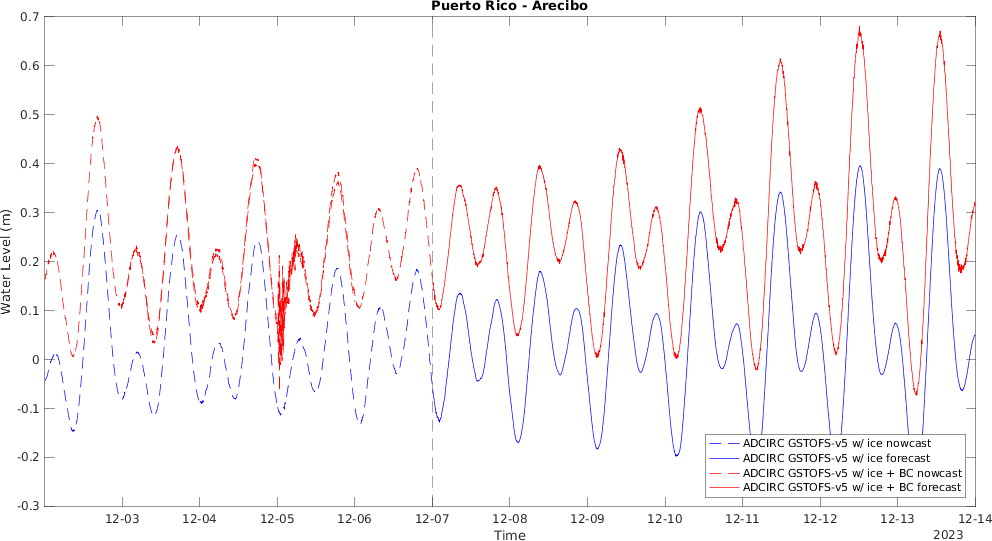 Puerto Rico - Arecibo
0.7
0.6
0.5
0.4
0.3
0.2
0.1
0
-0.1
-0.2
-0.3
Water Level (m)
ADCIRC GSTOFS-v5 w/ ice nowcast
ADCIRC GSTOFS-v5 w/ ice forecast
ADCIRC GSTOFS-v5 w/ ice + BC nowcast
ADCIRC GSTOFS-v5 w/ ice + BC forecast
12-03 12-04 12-05 12-06 12-07 12-08 12-09 12-10 12-11 12-12 12-13 12-14
Time
2023